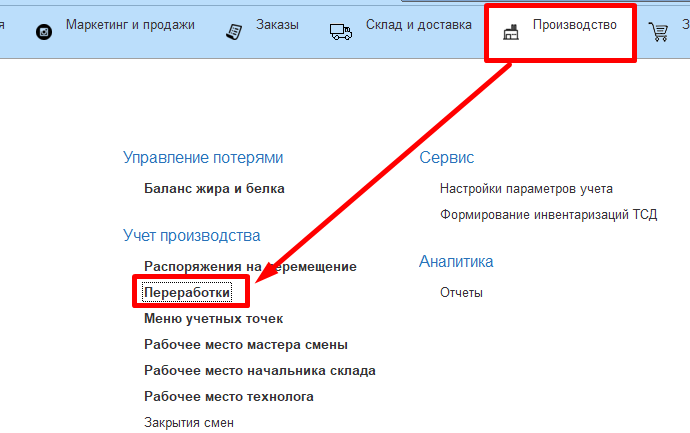 я Маркетинг и продажи Заказы Склад и доставка Производство З
Управление потерями
Баланс жира и белка
Учет производства
Распоряжения на перемещение
Переработки
Меню учетных точек
Рабочее место мастера смены
Рабочее место начальника склада
Рабочее место технолога
Закрытия смен
Сервис
Настройки параметров учета
Формирование инвентаризаций ТСД
Аналитика
Отчеты